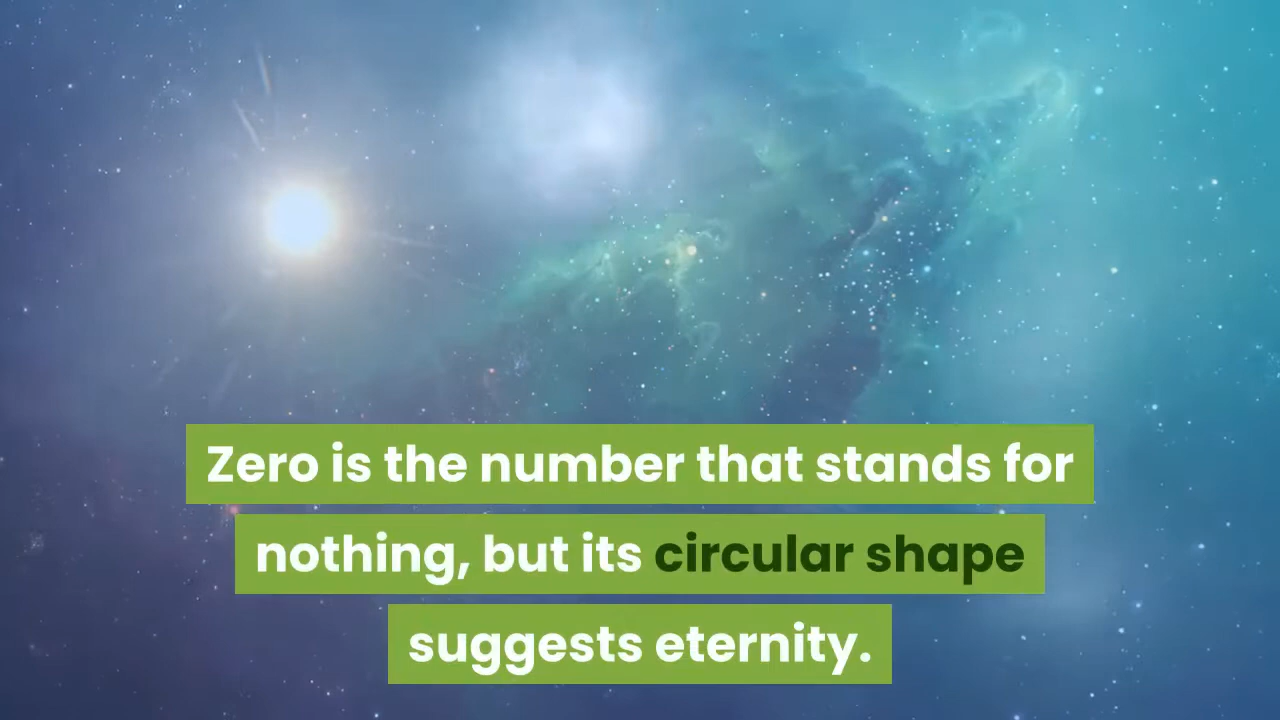 Zero is the number that stands for
nothing, but its circular shape
suggests eternity.